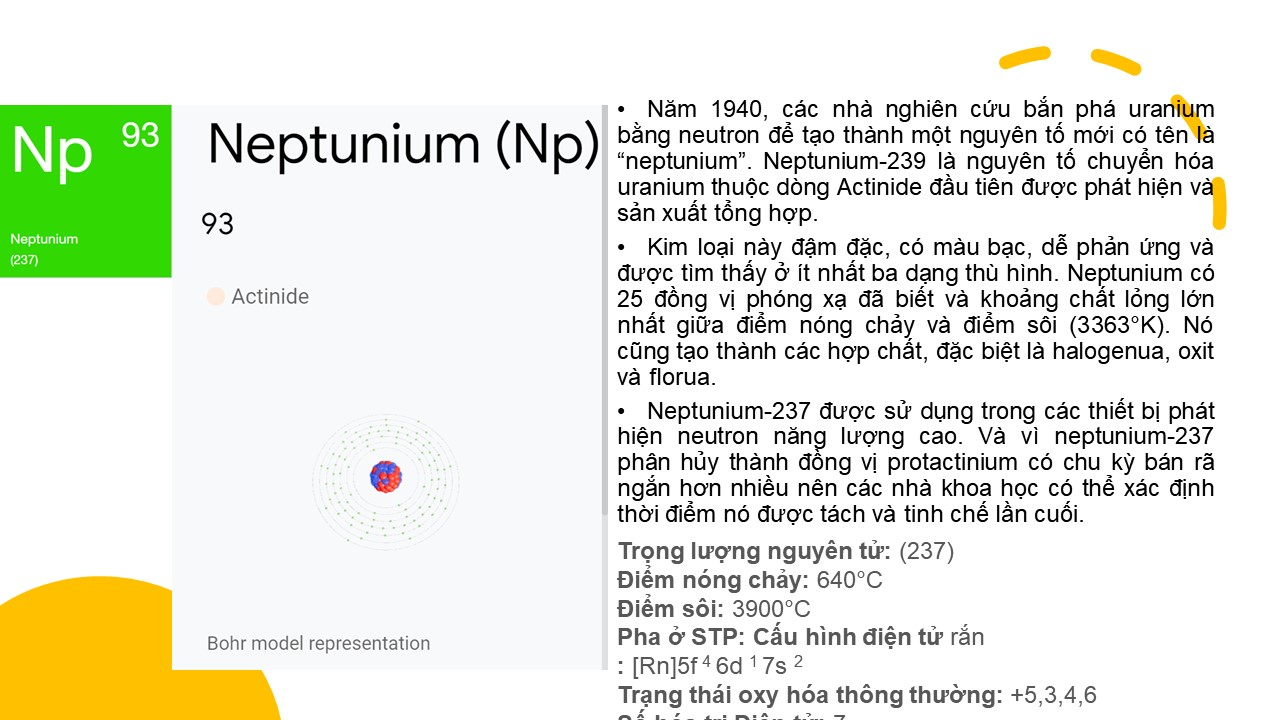 Np 93
Neptunium
(237)
Neptunium (Np)
93
Actinide
Bohr model representation
• Năm 1940, các nhà nghiên cứu bắn phá uranium
bằng neutron để tạo thành một nguyên tố mới có tên là
“neptunium”. Neptunium-239 là nguyên tố chuyển hóa
uranium thuộc dòng Actinide đầu tiên được phát hiện và
sản xuất tổng hợp.
• Kim loại này đậm đặc, có màu bạc, dễ phản ứng và
được tìm thấy ở ít nhất ba dạng thù hình. Neptunium có
25 đồng vị phóng xạ đã biết và khoảng chất lỏng lớn
nhất giữa điểm nóng chảy và điểm sôi (3363°K). Nó
cũng tạo thành các hợp chất, đặc biệt là halogenua, oxit
và florua.
• Neptunium-237 được sử dụng trong các thiết bị phát
hiện neutron năng lượng cao. Và vì neptunium-237
phân hủy thành đồng vị protactinium có chu kỳ bán rã
ngắn hơn nhiều nên các nhà khoa học có thể xác định
thời điểm nó được tách và tinh chế lần cuối.
Trọng lượng nguyên tử: (237)
Điểm nóng chảy: 640°C
Điểm sôi: 3900°C
Pha ở STP: Cấu hình điện tử rắn
: [Rn]5f ⁴ 6d ¹ 7s ²
Trạng thái oxy hóa thông thường: +5,3,4,6